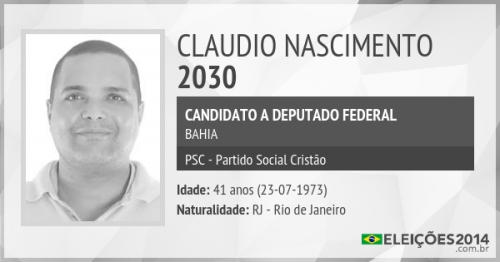 CLAUDIO NASCIMENTO
2030
CANDIDATO A DEPUTADO FEDERAL
BAHIA
PSC - Partido Social Cristão
Idade: 41 anos (23-07-1973)
Naturalidade: RJ - Rio de Janeiro
ELEIÇÕES2014
.com.br